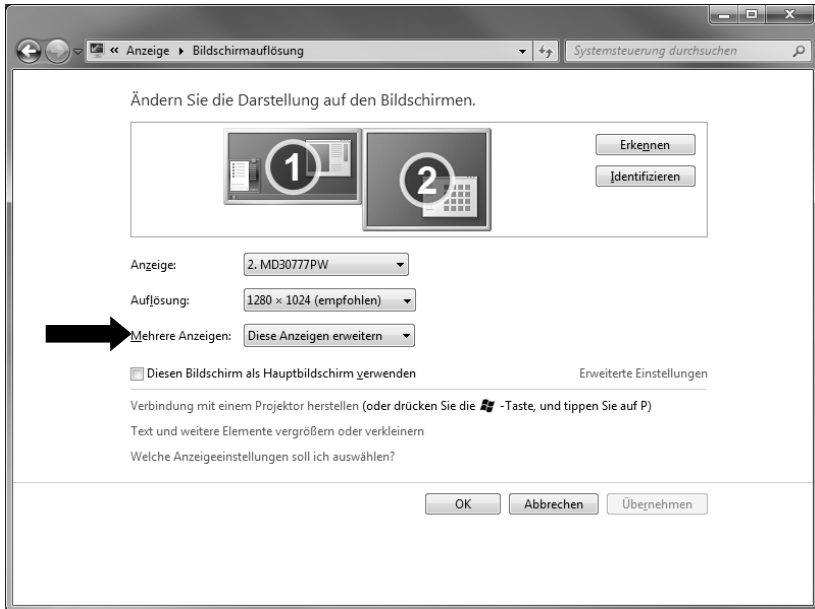 « Anzeige ▸ Bildschirmauflösung
Systemsteuerung durchsuchen
Ändern Sie die Darstellung auf den Bildschirmen.
1
2
Erkennen
Identifizieren
Anzeige: 2. MD30777PW
Auflösung: 1280 × 1024 (empfohlen)
Mehrere Anzeigen: Diese Anzeigen erweitern
Diesen Bildschirm als Hauptbildschirm verwenden
Erweiterte Einstellungen
Verbindung mit einem Projektor herstellen (oder drücken Sie die -Taste, und tippen Sie auf P)
Text und weitere Elemente vergrößern oder verkleinern
Welche Anzeigeeinstellungen soll ich auswählen?
OK
Abbrechen
Übernehmen